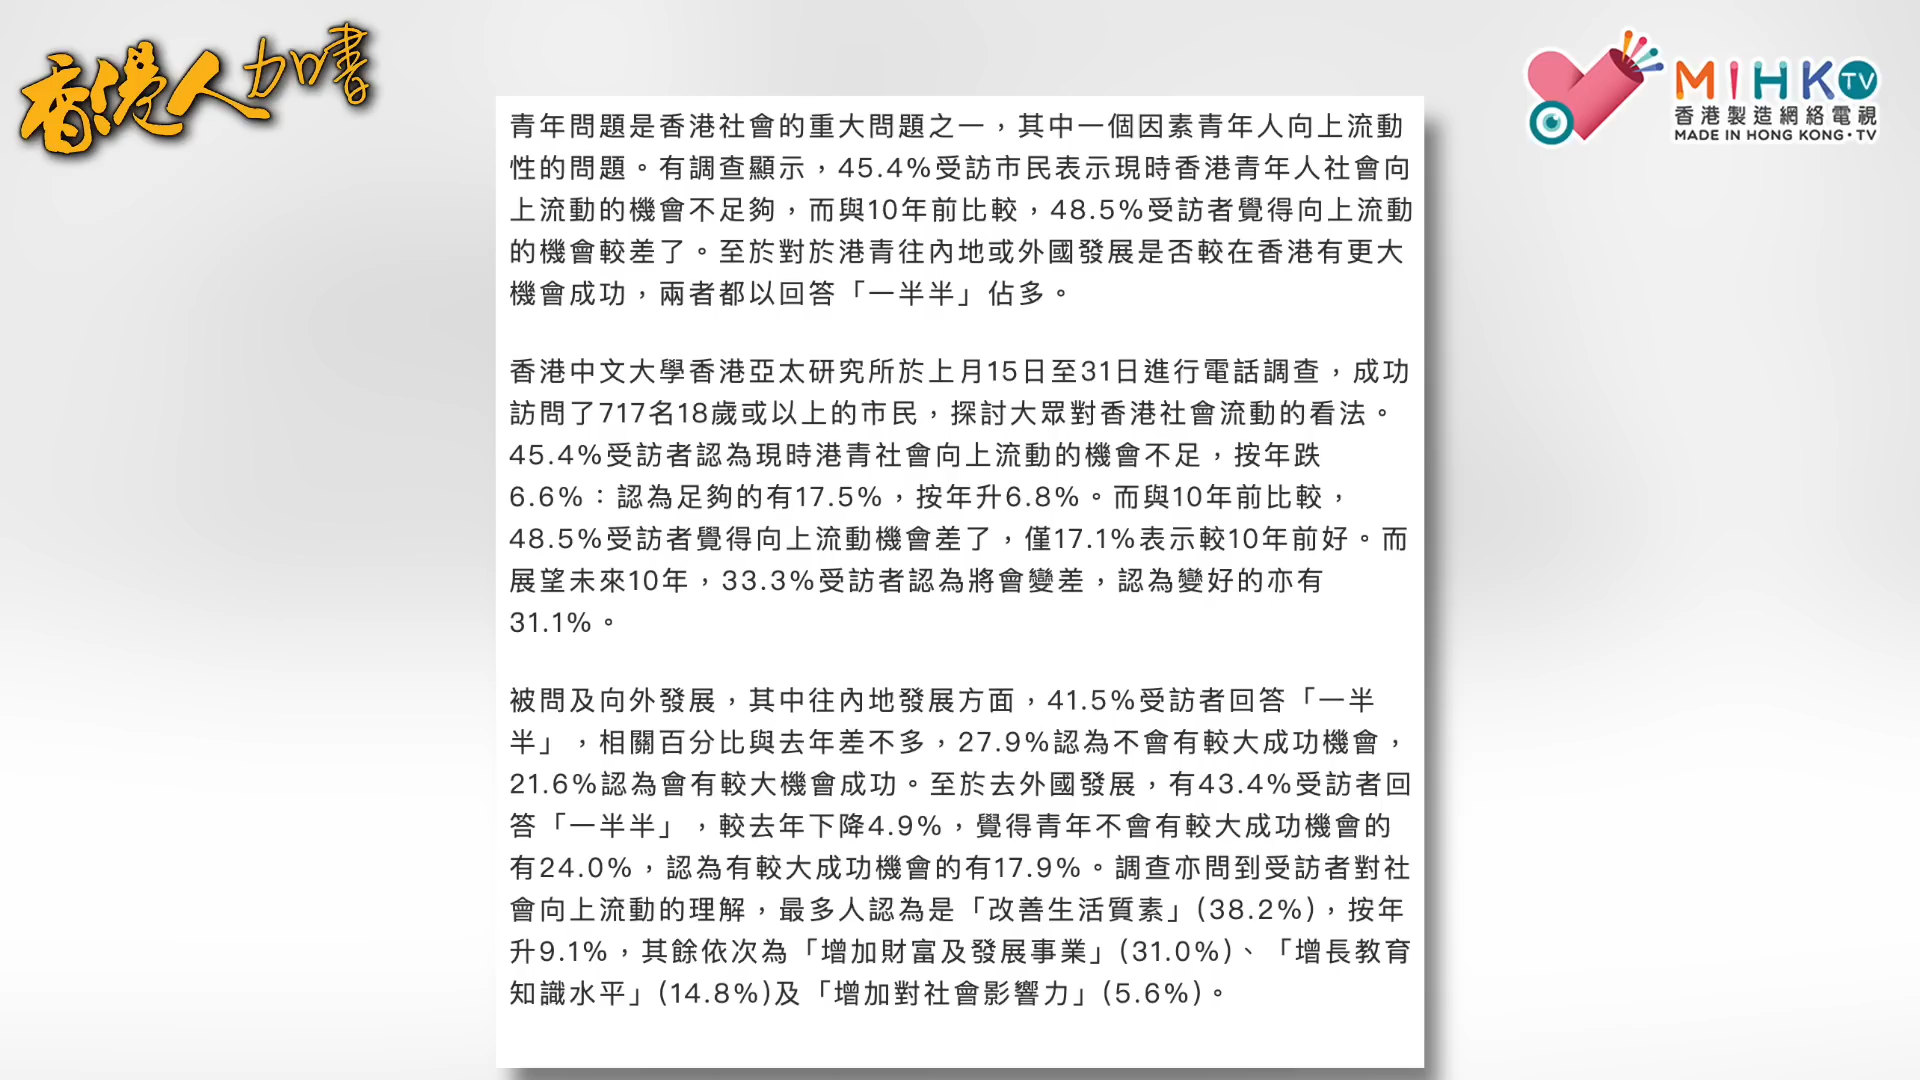 香港人加嘜
MIHK TV
香港製造網絡電視
MADE IN HONG KONG・TV
青年問題是香港社會的重大問題之一，其中一個因素青年人向上流動
性的問題。有調查顯示，45.4%受訪市民表示現時香港青年人社會向
上流動的機會不足夠，而與10年前比較，48.5%受訪者覺得向上流動
的機會較差了。至於對於港青往內地或外國發展是否較在香港有更大
機會成功，兩者都以回答「一半半」佔多。
香港中文大學香港亞太研究所於上月15日至31日進行電話調查，成功
訪問了717名18歲或以上的市民，探討大眾對香港社會流動的看法。
45.4%受訪者認為現時港青社會向上流動的機會不足，按年跌
6.6%：認為足夠的有17.5%，按年升6.8%。而與10年前比較，
48.5%受訪者覺得向上流動機會差了，僅17.1%表示較10年前好。而
展望未來10年，33.3%受訪者認為將會變差，認為變好的亦有
31.1%。
被問及向外發展，其中往內地發展方面，41.5%受訪者回答「一半
半」，相關百分比與去年差不多，27.9%認為不會有較大成功機會，
21.6%認為會有較大機會成功。至於去外國發展，有43.4%受訪者回
答「一半半」，較去年下降4.9%，覺得青年不會有較大成功機會的
有24.0%，認為有較大成功機會的有17.9%。調查亦問到受訪者對社
會向上流動的理解，最多人認為是「改善生活質素」(38.2%)，按年
升9.1%，其餘依次為「增加財富及發展事業」(31.0%)、「增長教育
知識水平」(14.8%)及「增加對社會影響力」(5.6%)。